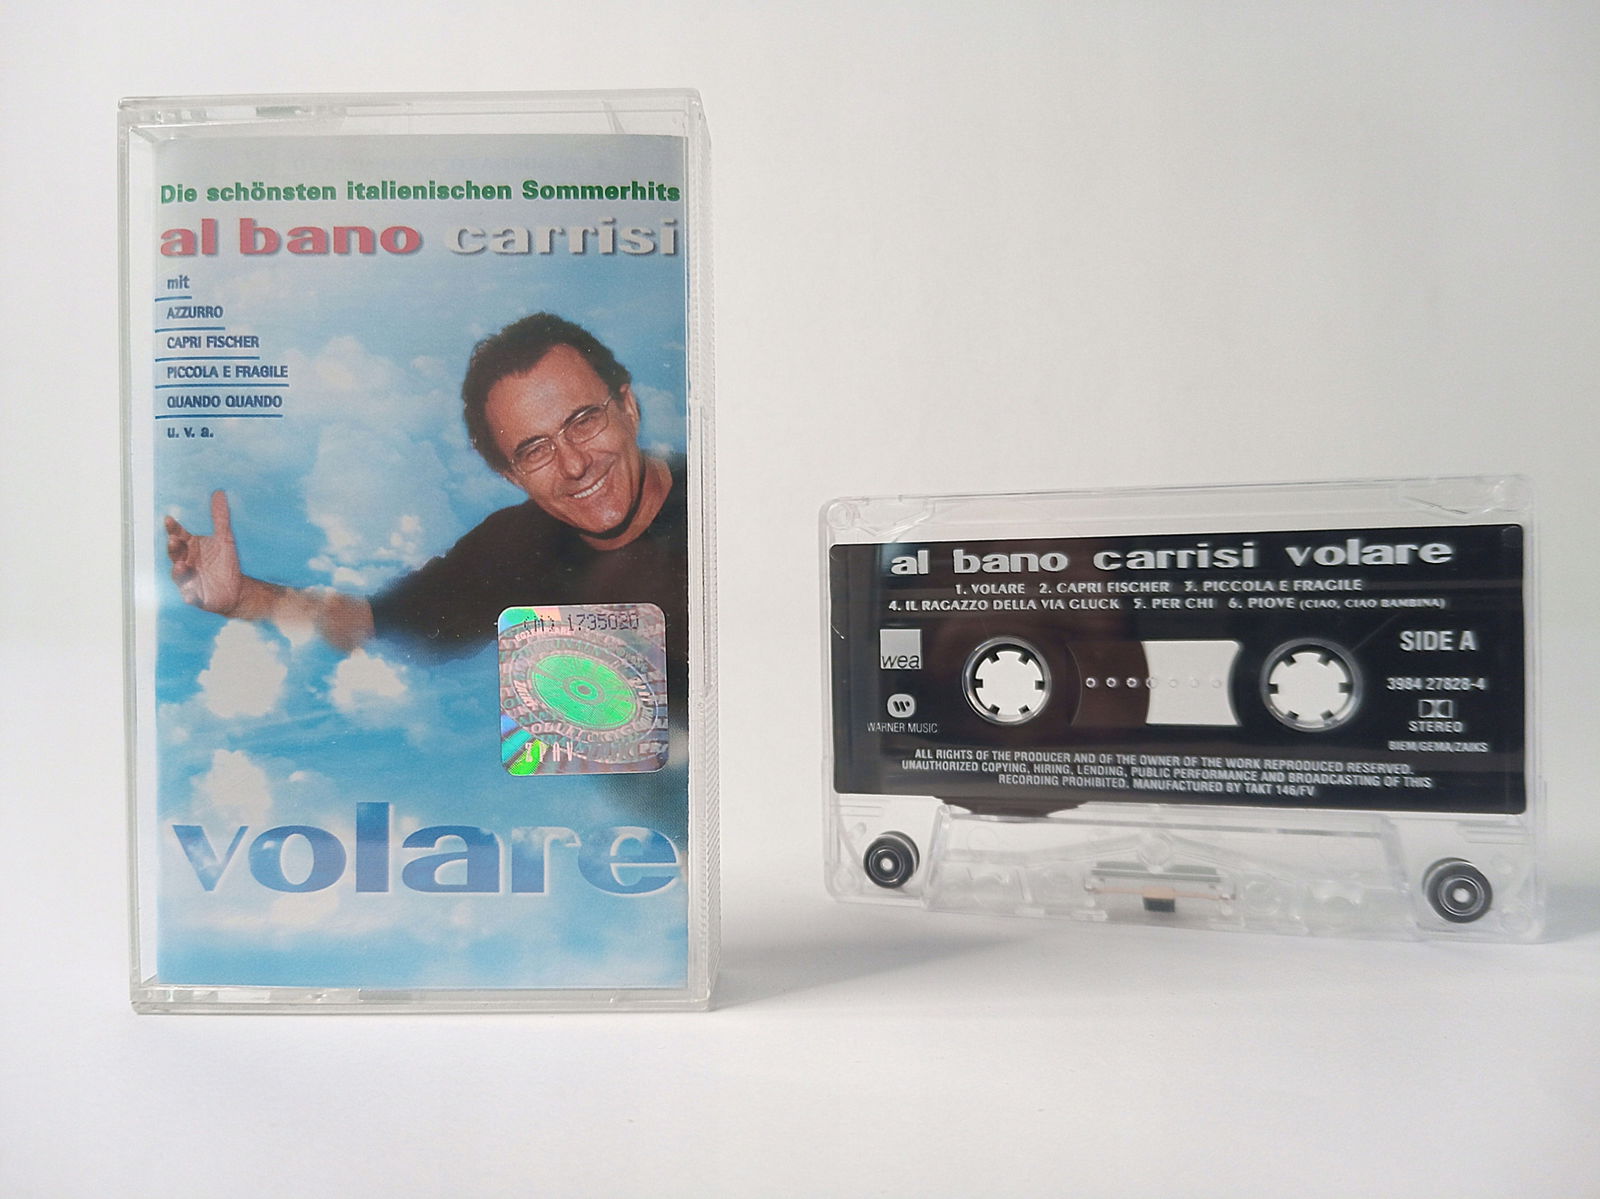 Die schönsten italienischen Sommerhits
al bano carrisi
mit
AZZURRO
CAPRI FISCHER
PICCOLA E FRAGILE
QUANDO QUANDO
u. v. a.
(M) 1735020
ZPAV
volare
al bano carrisi volare
1. VOLARE 2. CAPRI FISCHER 3. PICCOLA E FRAGILE
4. IL RAGAZZO DELLA VIA GLUCK 5. PER CHI 6. PIOVE (CIAO, CIAO BAMBINA)
wea
WARNER MUSIC
SIDE A
3984 27828-4
STEREO
BIEM/GEMA/ZAIKS
ALL RIGHTS OF THE PRODUCER AND OF THE OWNER OF THE WORK REPRODUCED RESERVED.
UNAUTHORIZED COPYING, HIRING, LENDING, PUBLIC PERFORMANCE AND BROADCASTING OF THIS
RECORDING PROHIBITED. MANUFACTURED BY TAKT 146/FV